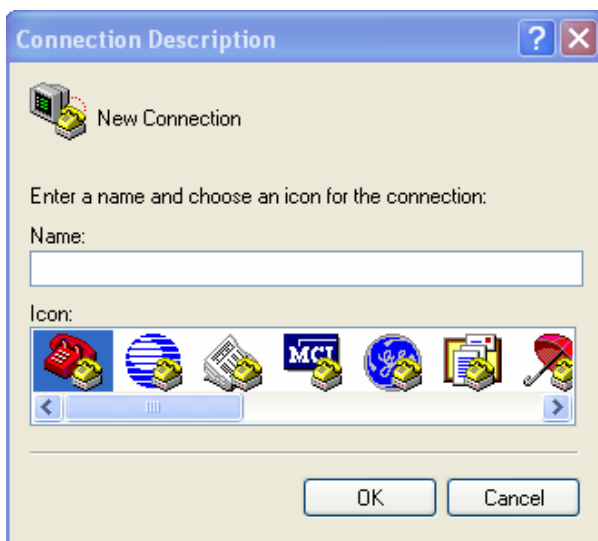 Connection Description
New Connection
Enter a name and choose an icon for the connection:
Name:
Icon:
MCI
OK Cancel